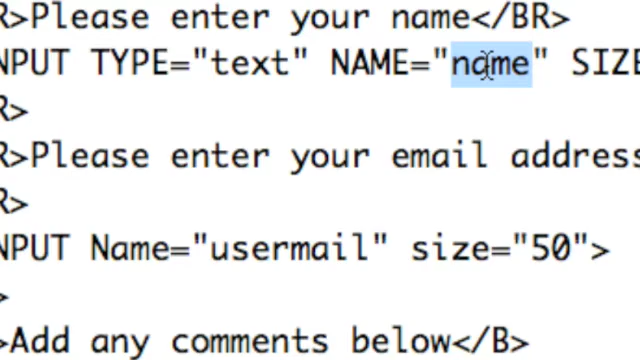 R>Please enter your name</BR>
NPUT TYPE="text" NAME="name" SIZE
R>
R>Please enter your email address
R>
NPUT Name="usermail" size="50">
>
>Add any comments below</B>